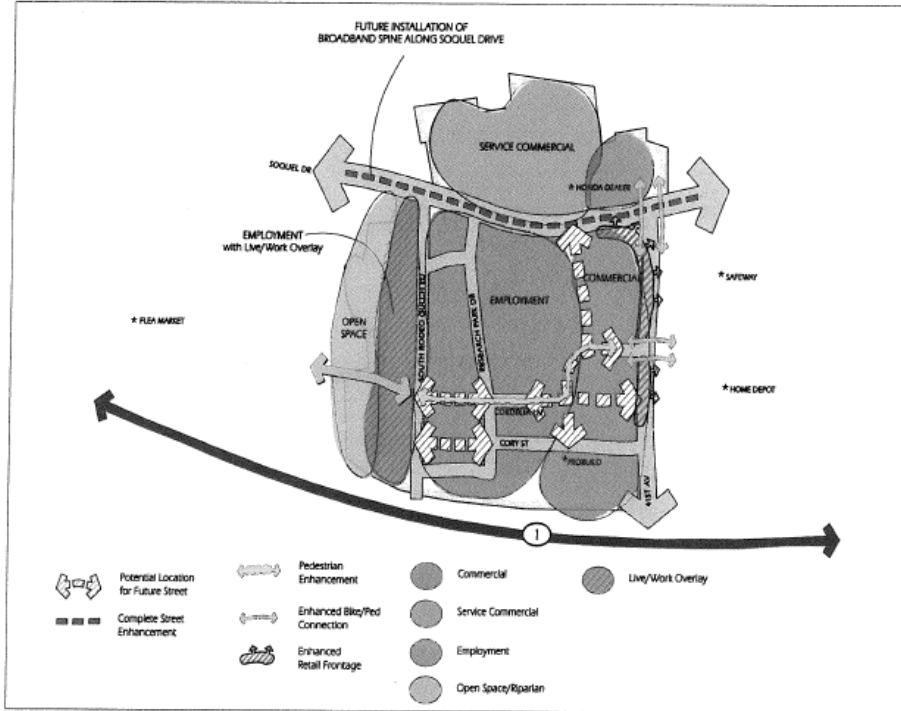 FUTURE INSTALLATION OF
BROADBAND SPINE ALONG SOQUEL DRIVE
SERVICE COMMERCIAL
SOQUEL DR
* HONDA DEALER
EMPLOYMENT
with Live/Work Overlay
COMMERCIAL
* SAFEWAY
EMPLOYMENT
SOUTH RODEO GULCH RD
RESEARCH PARK DR
* FLEA MARKET
OPEN
SPACE
* HOME DEPOT
CORY ST
* PROBUILD
41ST AV
1
Potential Location
for Future Street
Complete Street
Enhancement
Pedestrian
Enhancement
Enhanced Bike/Ped
Connection
Enhanced
Retail Frontage
Commercial
Service Commercial
Employment
Open Space/Riparian
Live/Work Overlay